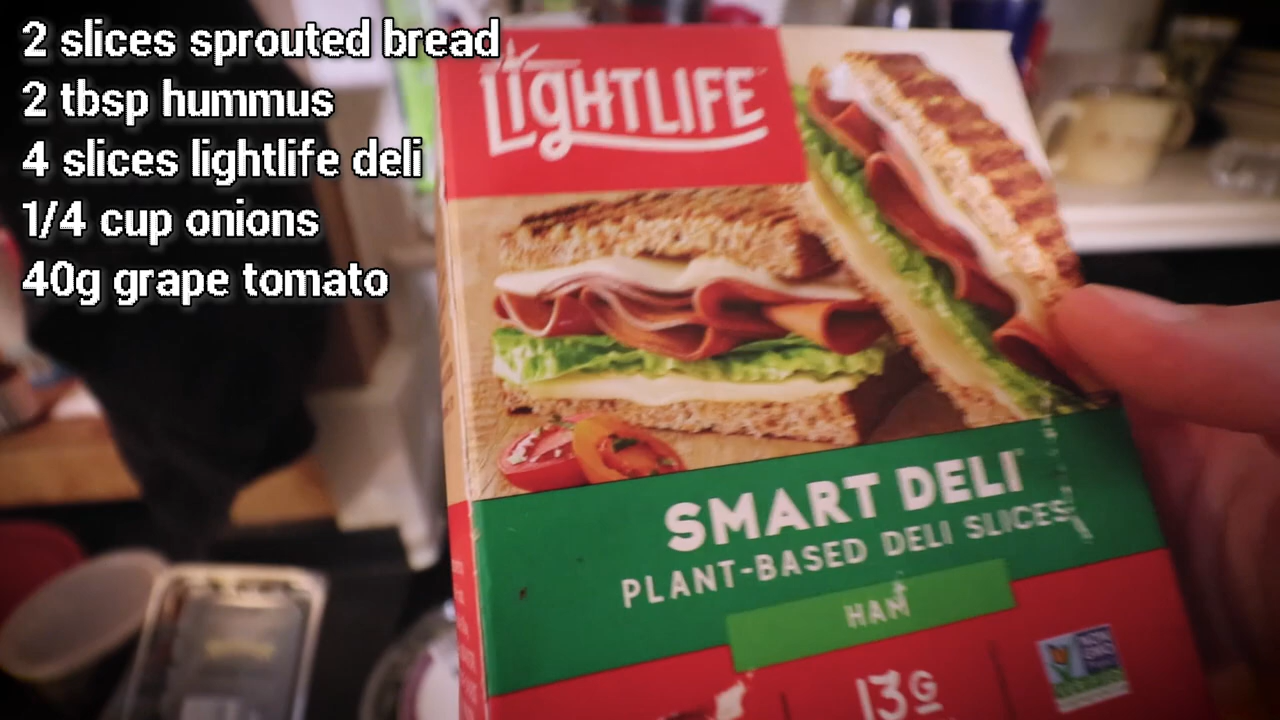 2 slices sprouted bread
2 tbsp hummus
4 slices lightlife deli
1/4 cup onions
40g grape tomato
LIGHTLIFE
SMART DELI
PLANT-BASED DELI SLICES
HAM
13G